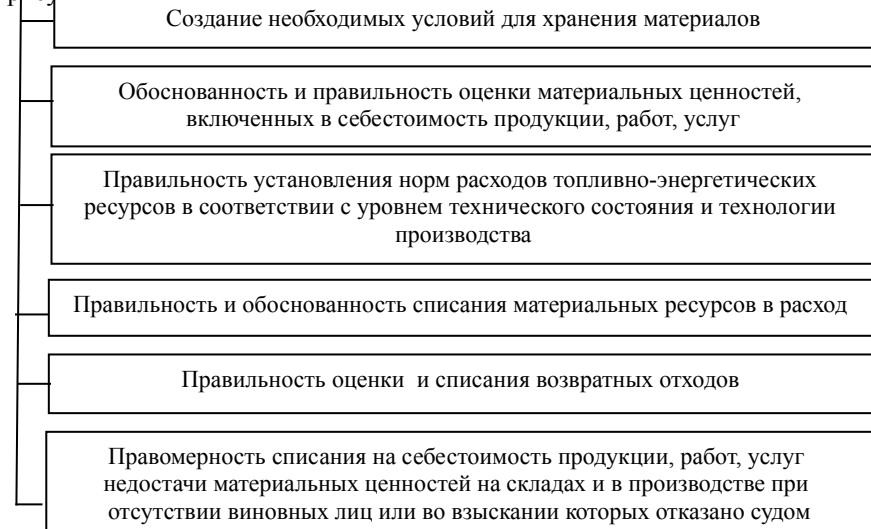 Создание необходимых условий для хранения материалов
Обоснованность и правильность оценки материальных ценностей,
включенных в себестоимость продукции, работ, услуг
Правильность установления норм расходов топливно-энергетических
ресурсов в соответствии с уровнем технического состояния и технологии
производства
Правильность и обоснованность списания материальных ресурсов в расход
Правильность оценки и списания возвратных отходов
Правомерность списания на себестоимость продукции, работ, услуг
недостачи материальных ценностей на складах и в производстве при
отсутствии виновных лиц или во взыскании которых отказано судом